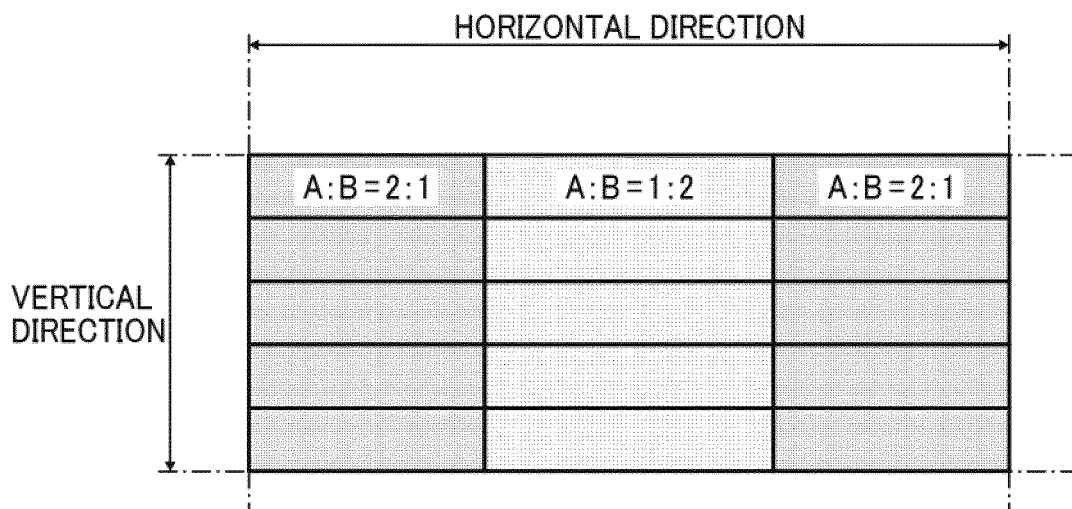 HORIZONTAL DIRECTION
A:B=2:1 A:B=1:2 A:B=2:1
VERTICAL
DIRECTION